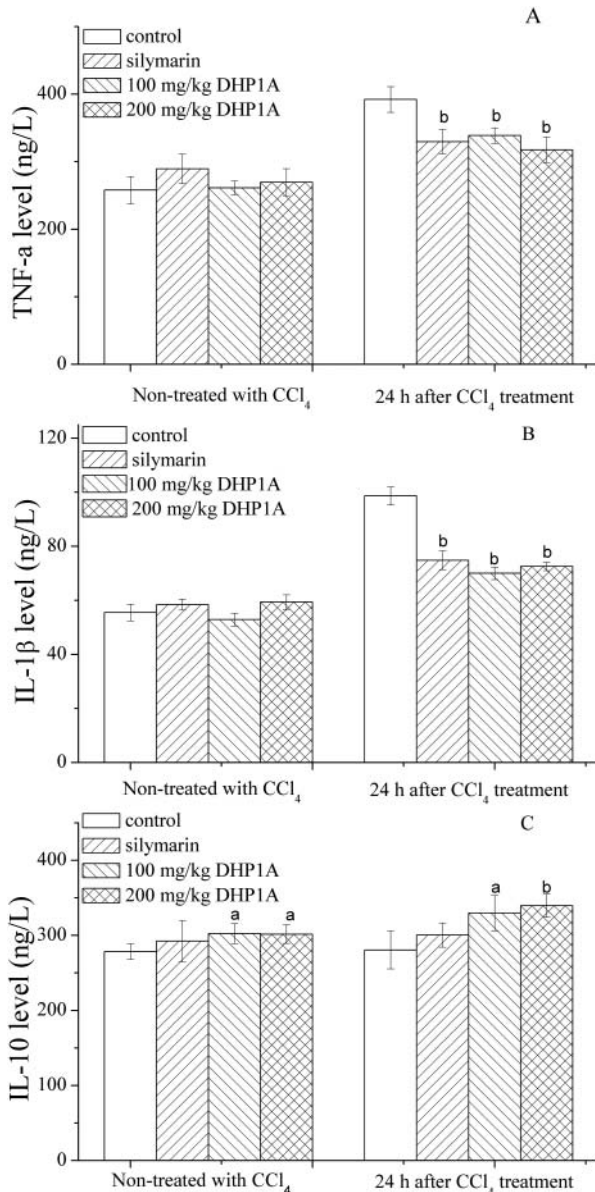 A
control
silymarin
100 mg/kg DHP1A
200 mg/kg DHP1A
400
200
0
TNF-a level (ng/L)
b b b
Non-treated with CCl₄ 24 h after CCl₄ treatment
B
control
silymarin
100 mg/kg DHP1A
200 mg/kg DHP1A
120
80
40
0
IL-1β level (ng/L)
b b b
Non-treated with CCl₄ 24 h after CCl₄ treatment
C
control
silymarin
100 mg/kg DHP1A
200 mg/kg DHP1A
400
300
200
100
0
IL-10 level (ng/L)
a a a b
Non-treated with CCl₄ 24 h after CCl₄ treatment